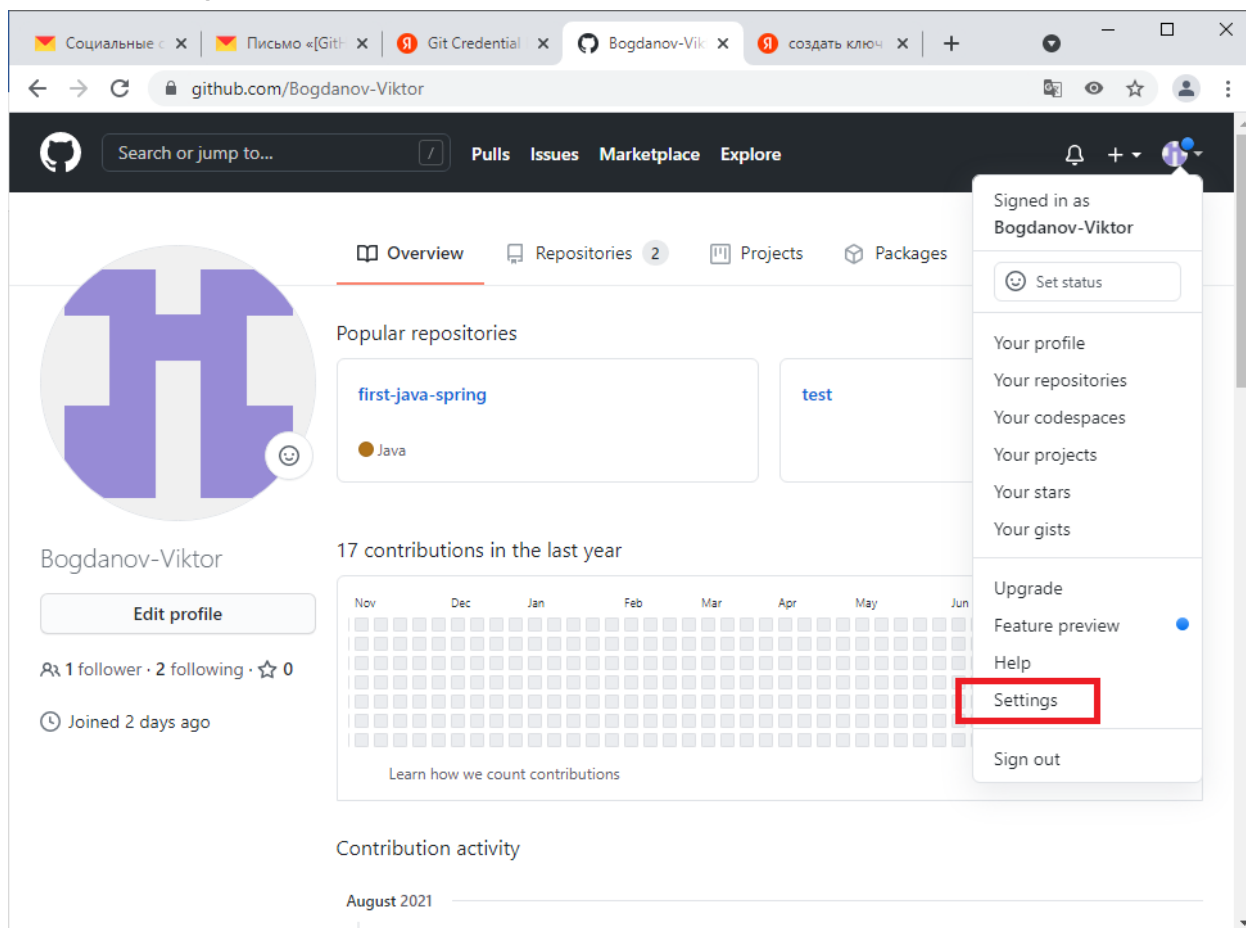 Социальные с
Письмо «[Git
Git Credential
Bogdanov-Vik
создать ключ
github.com/Bogdanov-Viktor
Search or jump to...
/
Pulls Issues Marketplace Explore
Signed in as
Bogdanov-Viktor
Set status
Your profile
Your repositories
Your codespaces
Your projects
Your stars
Your gists
Upgrade
Feature preview
Help
Settings
Sign out
Overview Repositories 2 Projects Packages
Popular repositories
first-java-spring
Java
test
Bogdanov-Viktor
Edit profile
1 follower · 2 following · 0
Joined 2 days ago
17 contributions in the last year
Nov Dec Jan Feb Mar Apr May Jun
Learn how we count contributions
Contribution activity
August 2021